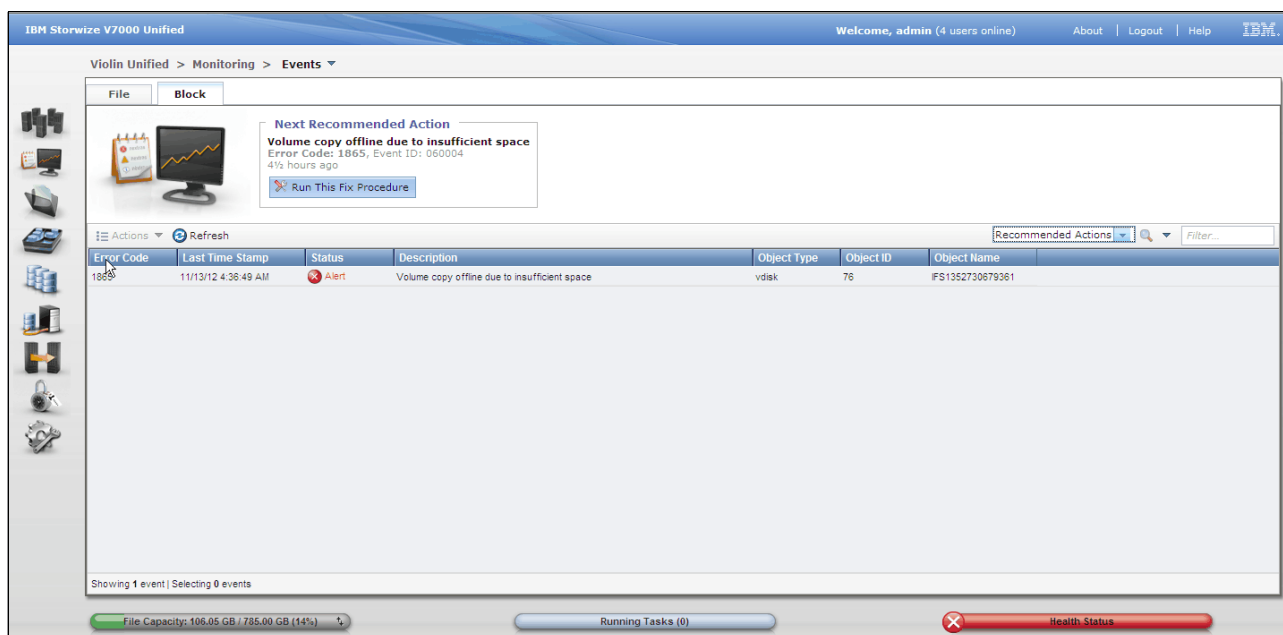 IBM Storwize V7000 Unified
Welcome, admin (4 users online) About | Logout | Help IBM.
Violin Unified > Monitoring > Events
File Block
Next Recommended Action
Volume copy offline due to insufficient space
Error Code: 1865, Event ID: 060004
4½ hours ago
Run This Fix Procedure
Actions Refresh Recommended Actions Filter...
Error Code Last Time Stamp Status Description Object Type Object ID Object Name
1865 11/13/12 4:36:49 AM Alert Volume copy offline due to insufficient space vdisk 76 IFS1352730679361
Showing 1 event | Selecting 0 events
File Capacity: 106.05 GB / 785.00 GB (14%) Running Tasks (0) Health Status